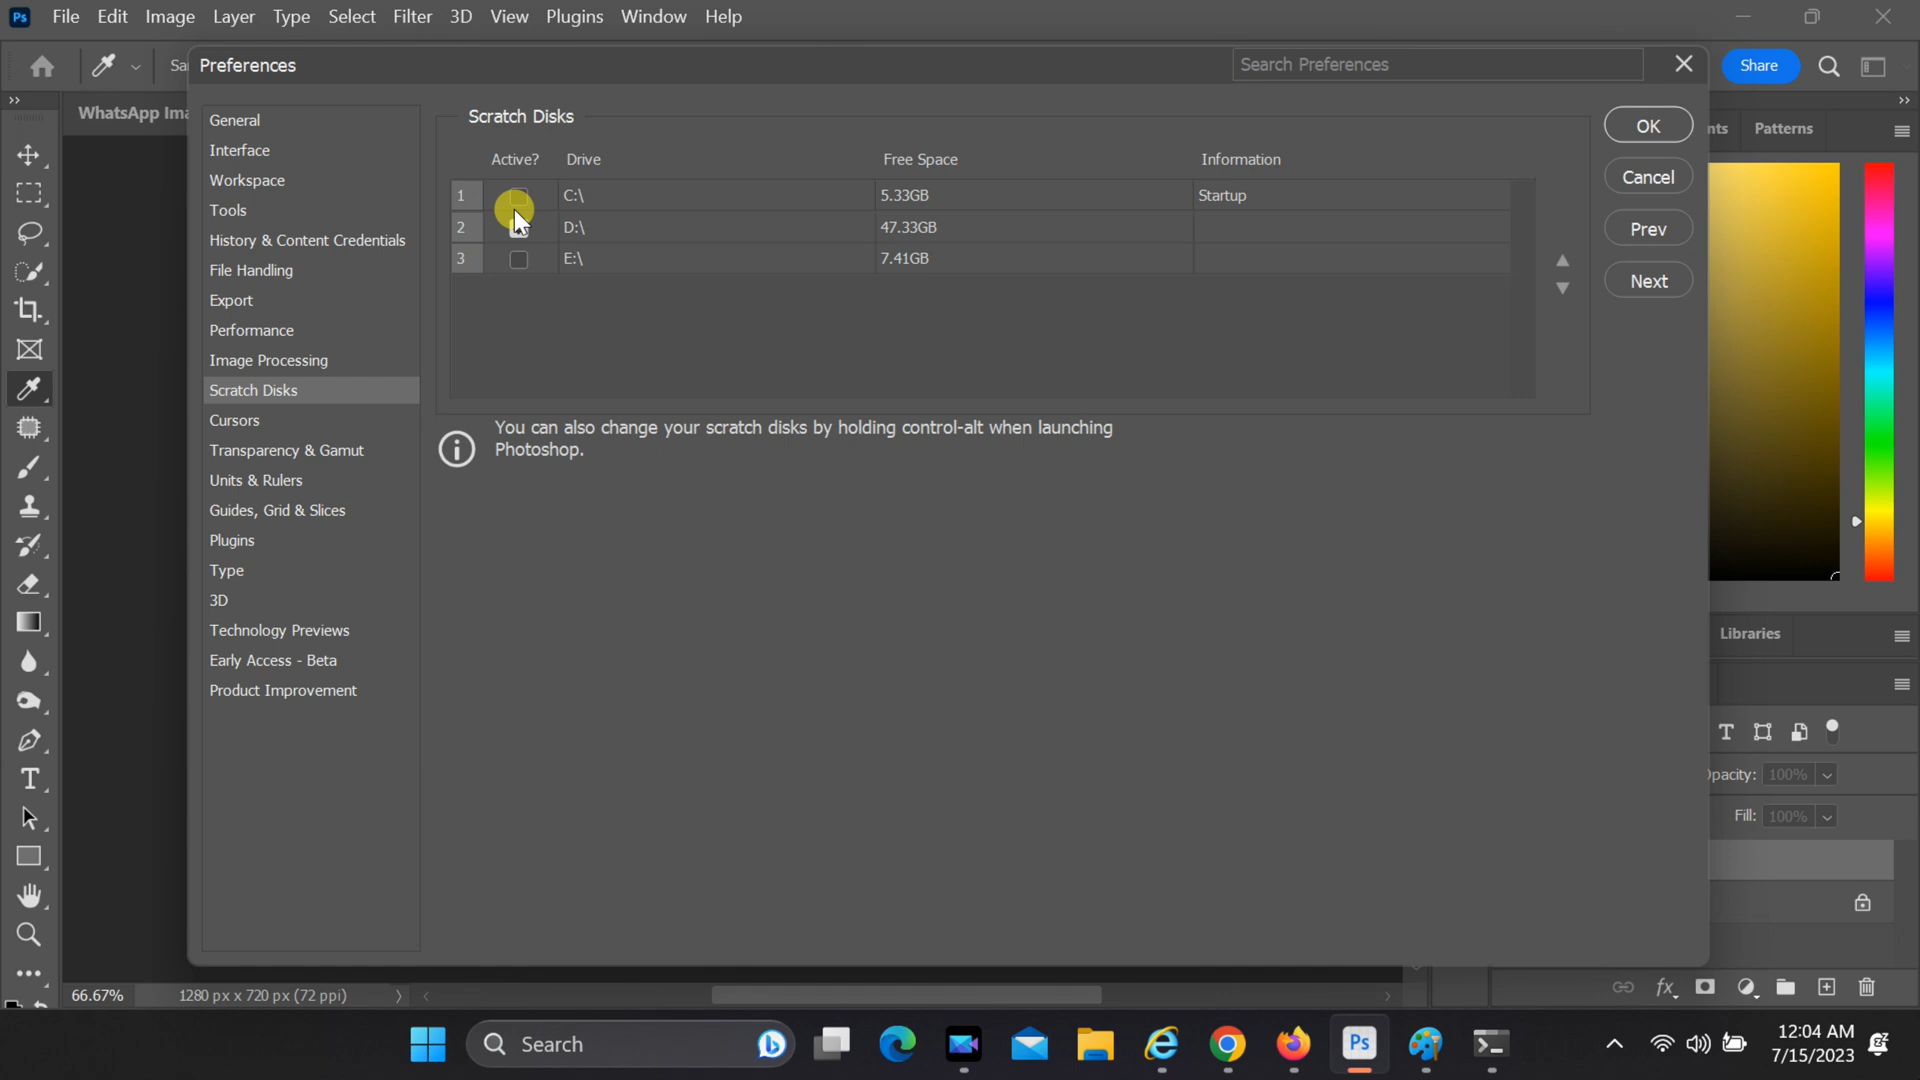 Ps File Edit Image Layer Type Select Filter 3D View Plugins Window Help
Preferences
Search Preferences
Share
WhatsApp Ima
Patterns
General
Interface
Workspace
Tools
History & Content Credentials
File Handling
Export
Performance
Image Processing
Scratch Disks
Cursors
Transparency & Gamut
Units & Rulers
Guides, Grid & Slices
Plugins
Type
3D
Technology Previews
Early Access - Beta
Product Improvement
Scratch Disks
Active? Drive Free Space Information
1 C:\ 5.33GB Startup
2 D:\ 47.33GB
3 E:\ 7.41GB
You can also change your scratch disks by holding control-alt when launching
Photoshop.
OK
Cancel
Prev
Next
Libraries
Opacity: 100%
Fill: 100%
fx
66.67% 1280 px x 720 px (72 ppi)
Search
Ps
12:04 AM
7/15/2023